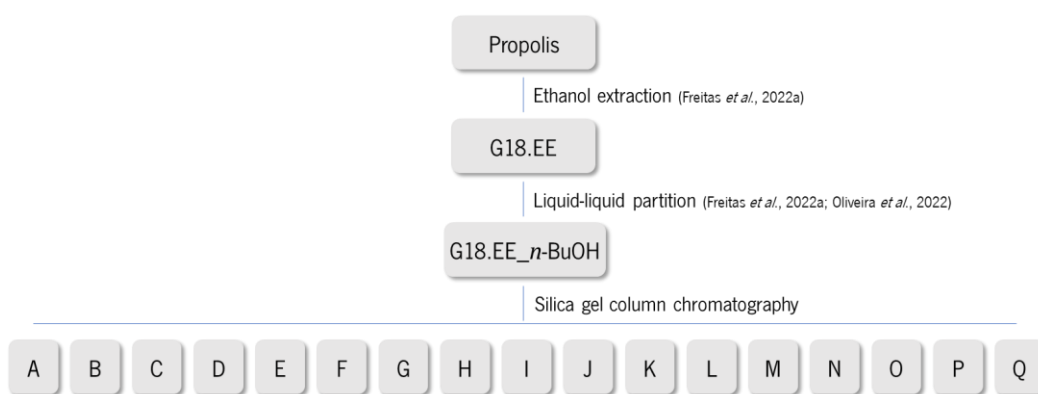 Propolis
Ethanol extraction (Freitas et al., 2022a)
G18.EE
Liquid-liquid partition (Freitas et al., 2022a; Oliveira et al., 2022)
G18.EE_n-BuOH
Silica gel column chromatography
A B C D E F G H I J K L M N O P Q